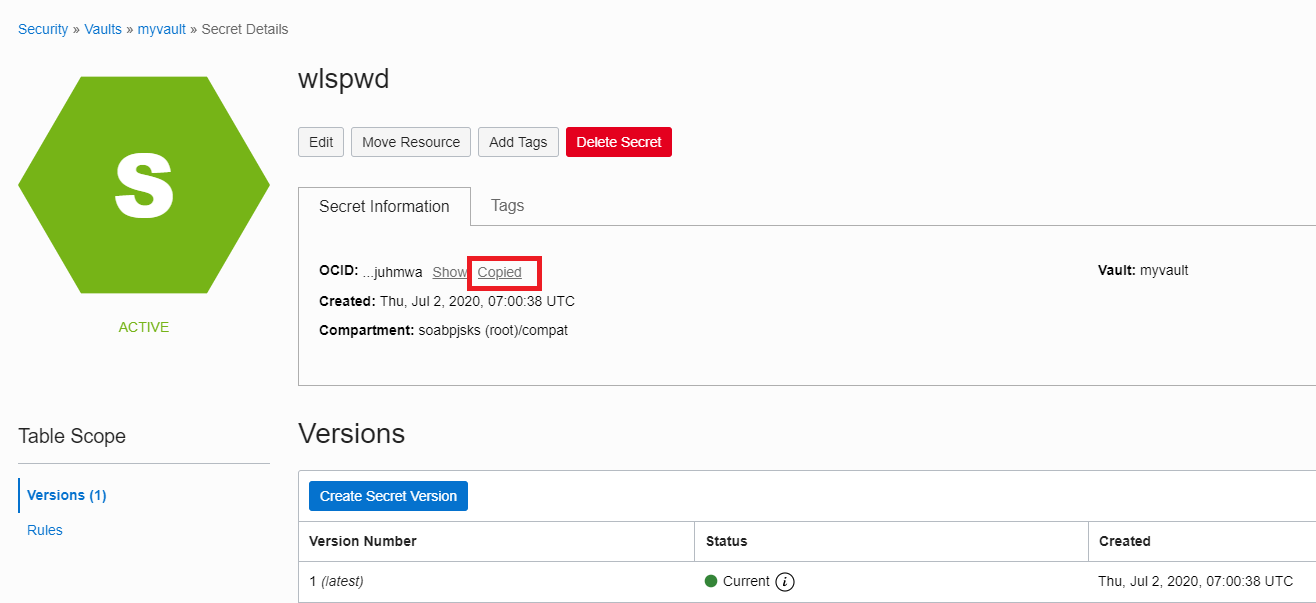 Security » Vaults » myvault » Secret Details
wlspwd
S
Edit Move Resource Add Tags Delete Secret
Secret Information Tags
OCID: ...juhmwa Show Copied Vault: myvault
Created: Thu, Jul 2, 2020, 07:00:38 UTC
ACTIVE
Compartment: soabpjsks (root)/compat
Table Scope
Versions (1)
Rules
Versions
Create Secret Version
Version Number Status Created
1 (latest) Current i Thu, Jul 2, 2020, 07:00:38 UTC